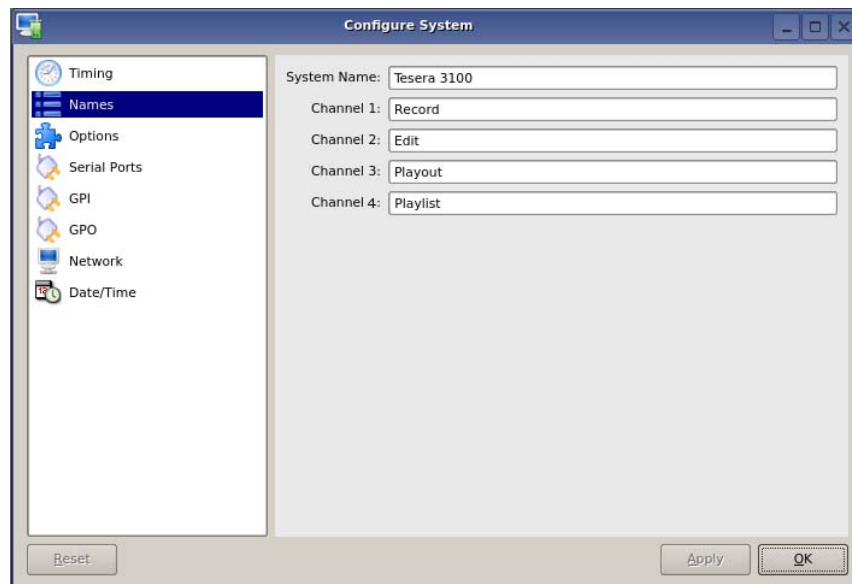 Configure System
Timing
Names
Options
Serial Ports
GPI
GPO
Network
Date/Time
System Name: Tesera 3100
Channel 1: Record
Channel 2: Edit
Channel 3: Playout
Channel 4: Playlist
Reset
Apply
OK